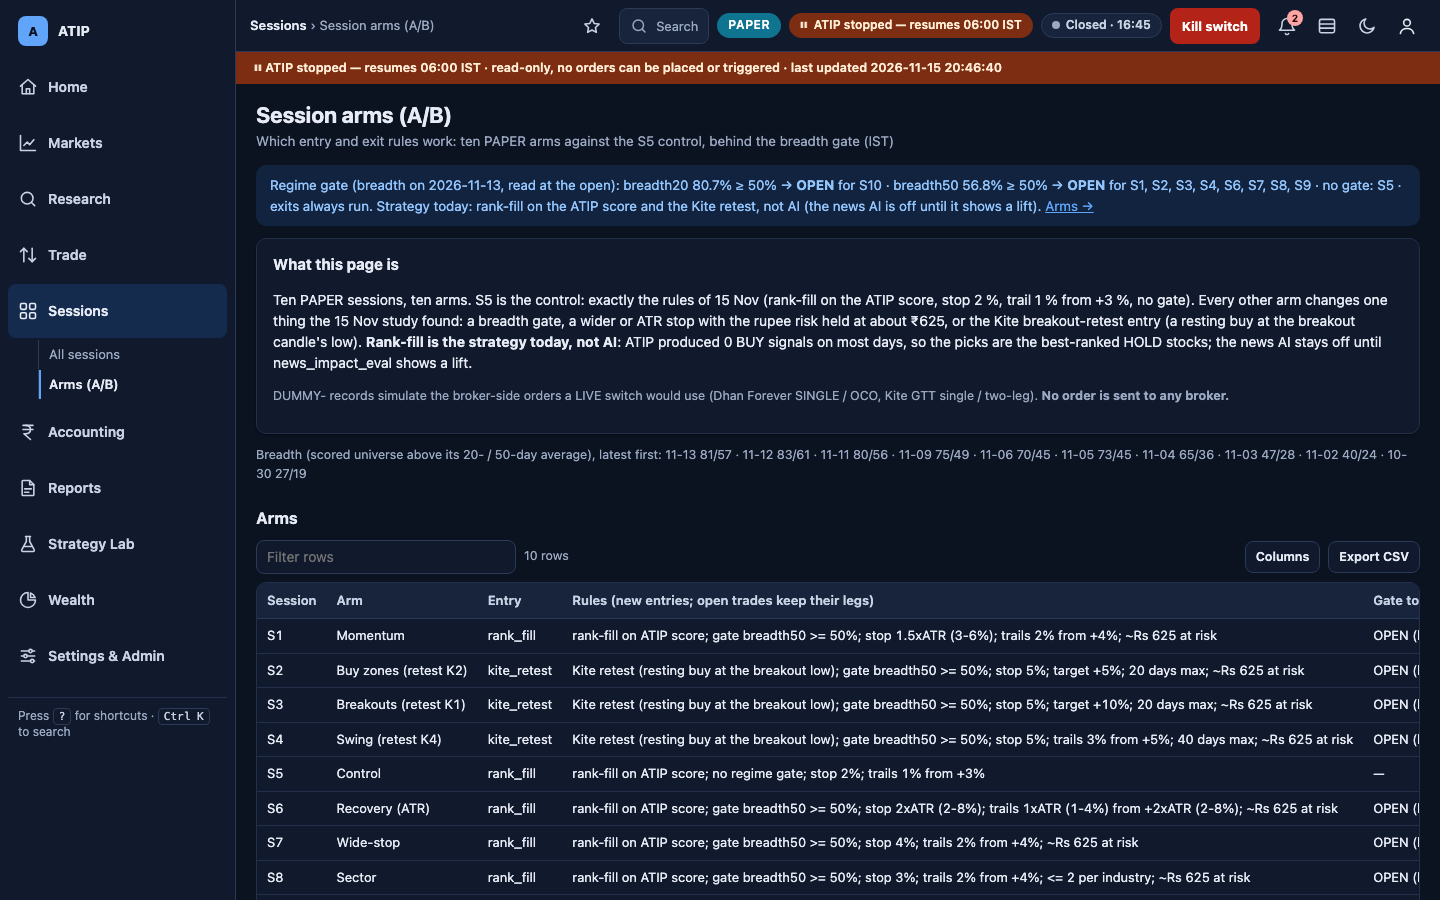 A ATIP
Sessions › Session arms (A/B)
Search
PAPER
ATIP stopped — resumes 06:00 IST
Closed · 16:45
Kill switch
2
ATIP stopped — resumes 06:00 IST · read-only, no orders can be placed or triggered · last updated 2026-11-15 20:46:40
Home
Markets
Research
Trade
Sessions
All sessions
Arms (A/B)
Accounting
Reports
Strategy Lab
Wealth
Settings & Admin
Press ? for shortcuts · Ctrl K
to search
Session arms (A/B)
Which entry and exit rules work: ten PAPER arms against the S5 control, behind the breadth gate (IST)
Regime gate (breadth on 2026-11-13, read at the open): breadth20 80.7% ≥ 50% → OPEN for S10 · breadth50 56.8% ≥ 50% → OPEN for S1, S2, S3, S4, S6, S7, S8, S9 · no gate: S5 ·
exits always run. Strategy today: rank-fill on the ATIP score and the Kite retest, not AI (the news AI is off until it shows a lift). Arms →
What this page is
Ten PAPER sessions, ten arms. S5 is the control: exactly the rules of 15 Nov (rank-fill on the ATIP score, stop 2 %, trail 1 % from +3 %, no gate). Every other arm changes one
thing the 15 Nov study found: a breadth gate, a wider or ATR stop with the rupee risk held at about ₹625, or the Kite breakout-retest entry (a resting buy at the breakout
candle's low). Rank-fill is the strategy today, not AI: ATIP produced 0 BUY signals on most days, so the picks are the best-ranked HOLD stocks; the news AI stays off until
news_impact_eval shows a lift.
DUMMY- records simulate the broker-side orders a LIVE switch would use (Dhan Forever SINGLE / OCO, Kite GTT single / two-leg). No order is sent to any broker.
Breadth (scored universe above its 20- / 50-day average), latest first: 11-13 81/57 · 11-12 83/61 · 11-11 80/56 · 11-09 75/49 · 11-06 70/45 · 11-05 73/45 · 11-04 65/36 · 11-03 47/28 · 11-02 40/24 · 10-
30 27/19
Arms
Filter rows
10 rows
Columns
Export CSV
Session Arm Entry Rules (new entries; open trades keep their legs) Gate to
S1 Momentum rank_fill rank-fill on ATIP score; gate breadth50 >= 50%; stop 1.5xATR (3-6%); trails 2% from +4%; ~Rs 625 at risk OPEN (
S2 Buy zones (retest K2) kite_retest Kite retest (resting buy at the breakout low); gate breadth50 >= 50%; stop 5%; target +5%; 20 days max; ~Rs 625 at risk OPEN (
S3 Breakouts (retest K1) kite_retest Kite retest (resting buy at the breakout low); gate breadth50 >= 50%; stop 5%; target +10%; 20 days max; ~Rs 625 at risk OPEN (
S4 Swing (retest K4) kite_retest Kite retest (resting buy at the breakout low); gate breadth50 >= 50%; stop 5%; trails 3% from +5%; 40 days max; ~Rs 625 at risk OPEN (
S5 Control rank_fill rank-fill on ATIP score; no regime gate; stop 2%; trails 1% from +3% —
S6 Recovery (ATR) rank_fill rank-fill on ATIP score; gate breadth50 >= 50%; stop 2xATR (2-8%); trails 1xATR (1-4%) from +2xATR (2-8%); ~Rs 625 at risk OPEN (
S7 Wide-stop rank_fill rank-fill on ATIP score; gate breadth50 >= 50%; stop 4%; trails 2% from +4%; ~Rs 625 at risk OPEN (
S8 Sector rank_fill rank-fill on ATIP score; gate breadth50 >= 50%; stop 3%; trails 2% from +4%; <= 2 per industry; ~Rs 625 at risk OPEN (